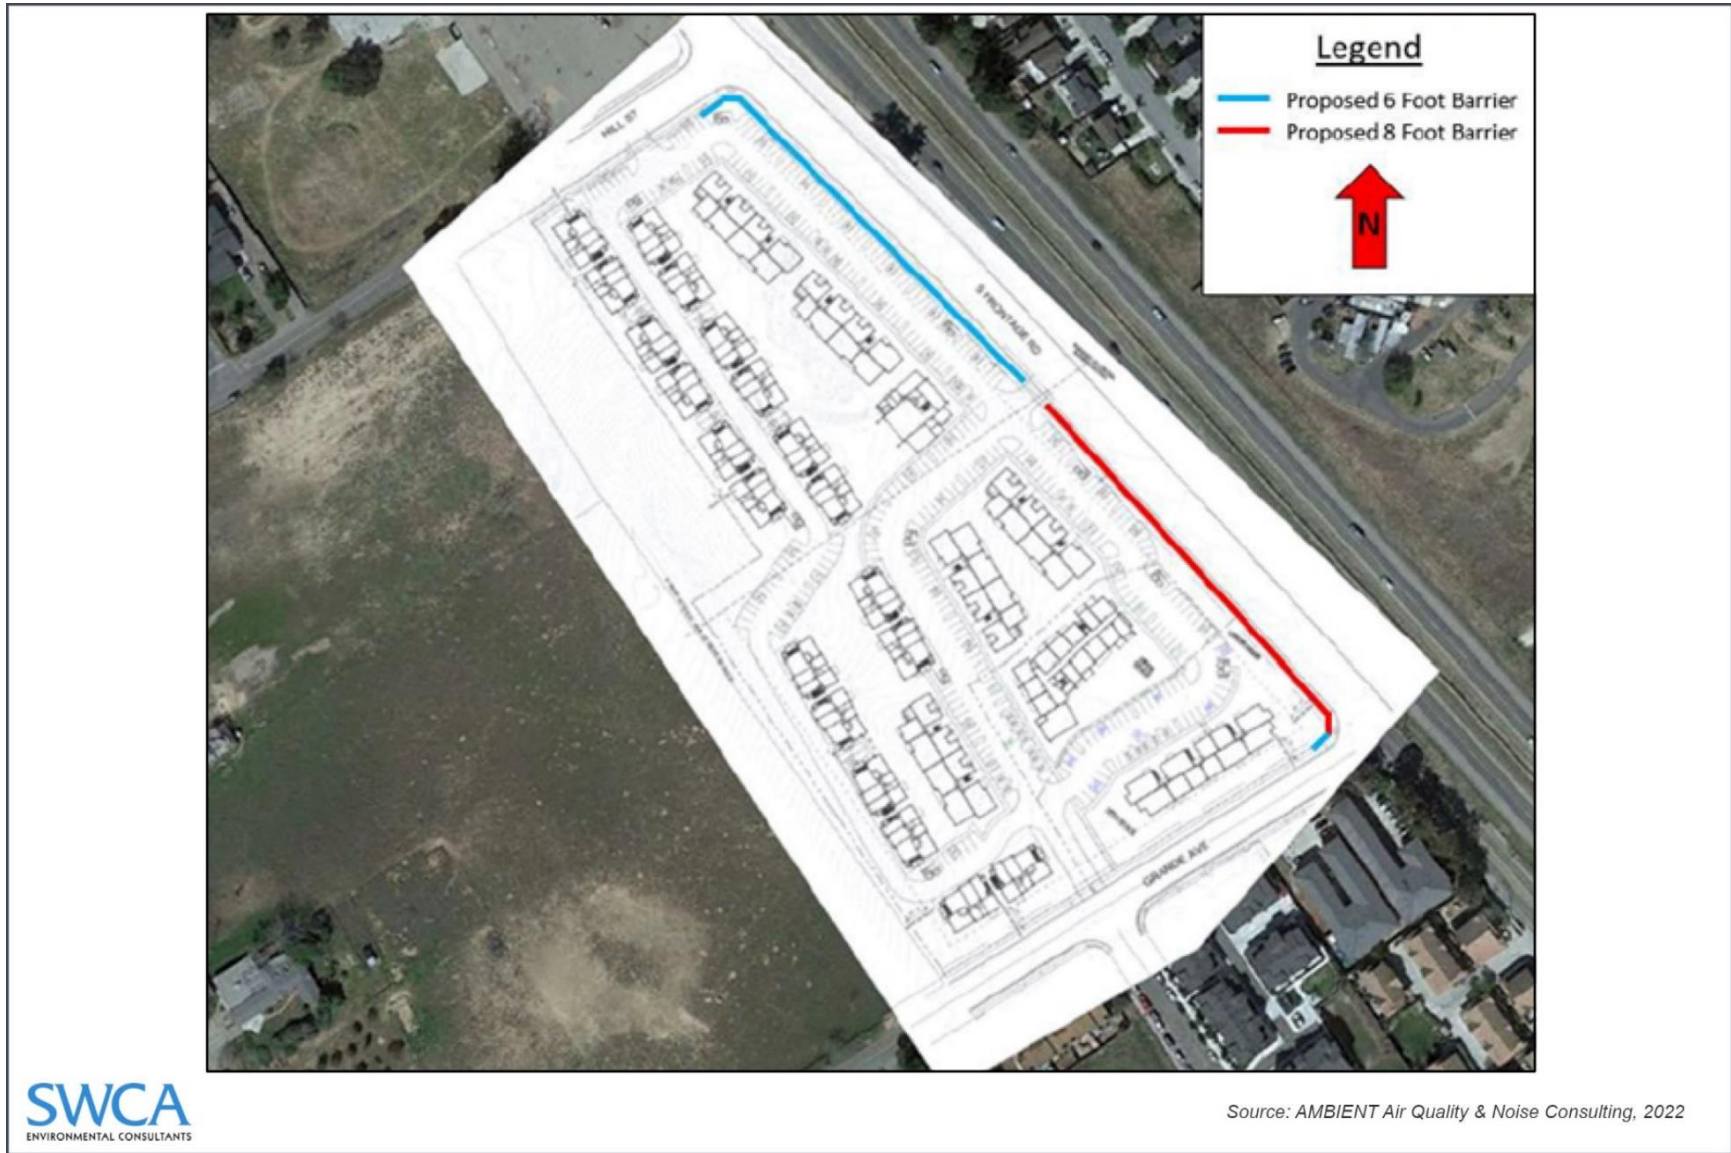 Legend
Proposed 6 Foot Barrier
Proposed 8 Foot Barrier
N
HILL ST
S FRONTAGE RD
GRANDE AVE
SWCA
ENVIRONMENTAL CONSULTANTS
Source: AMBIENT Air Quality & Noise Consulting, 2022